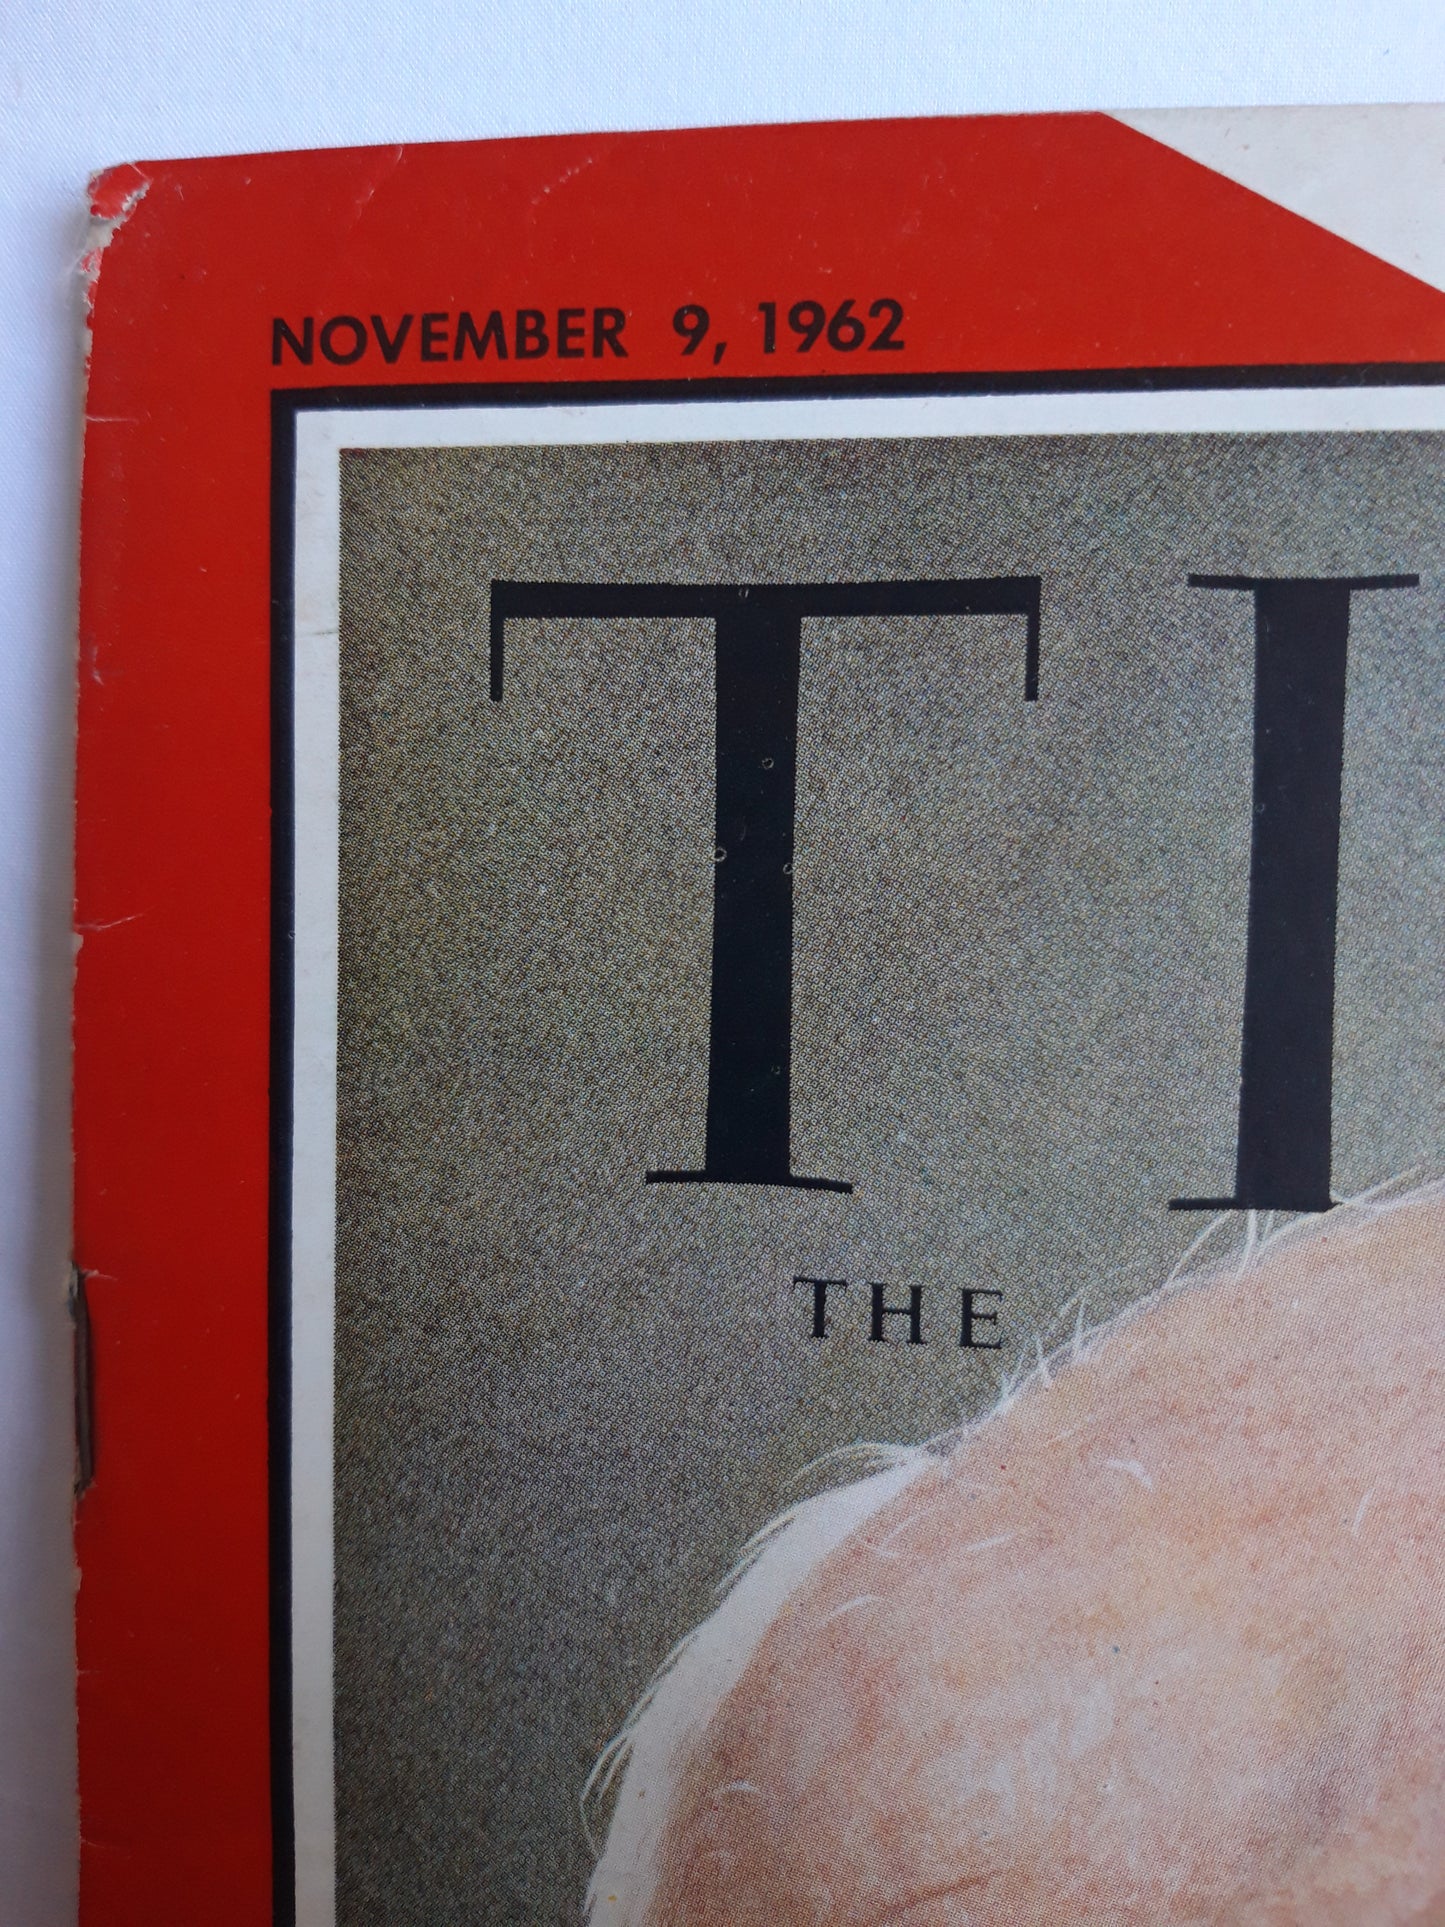 NOVEMBER 9, 1962
TI
THE